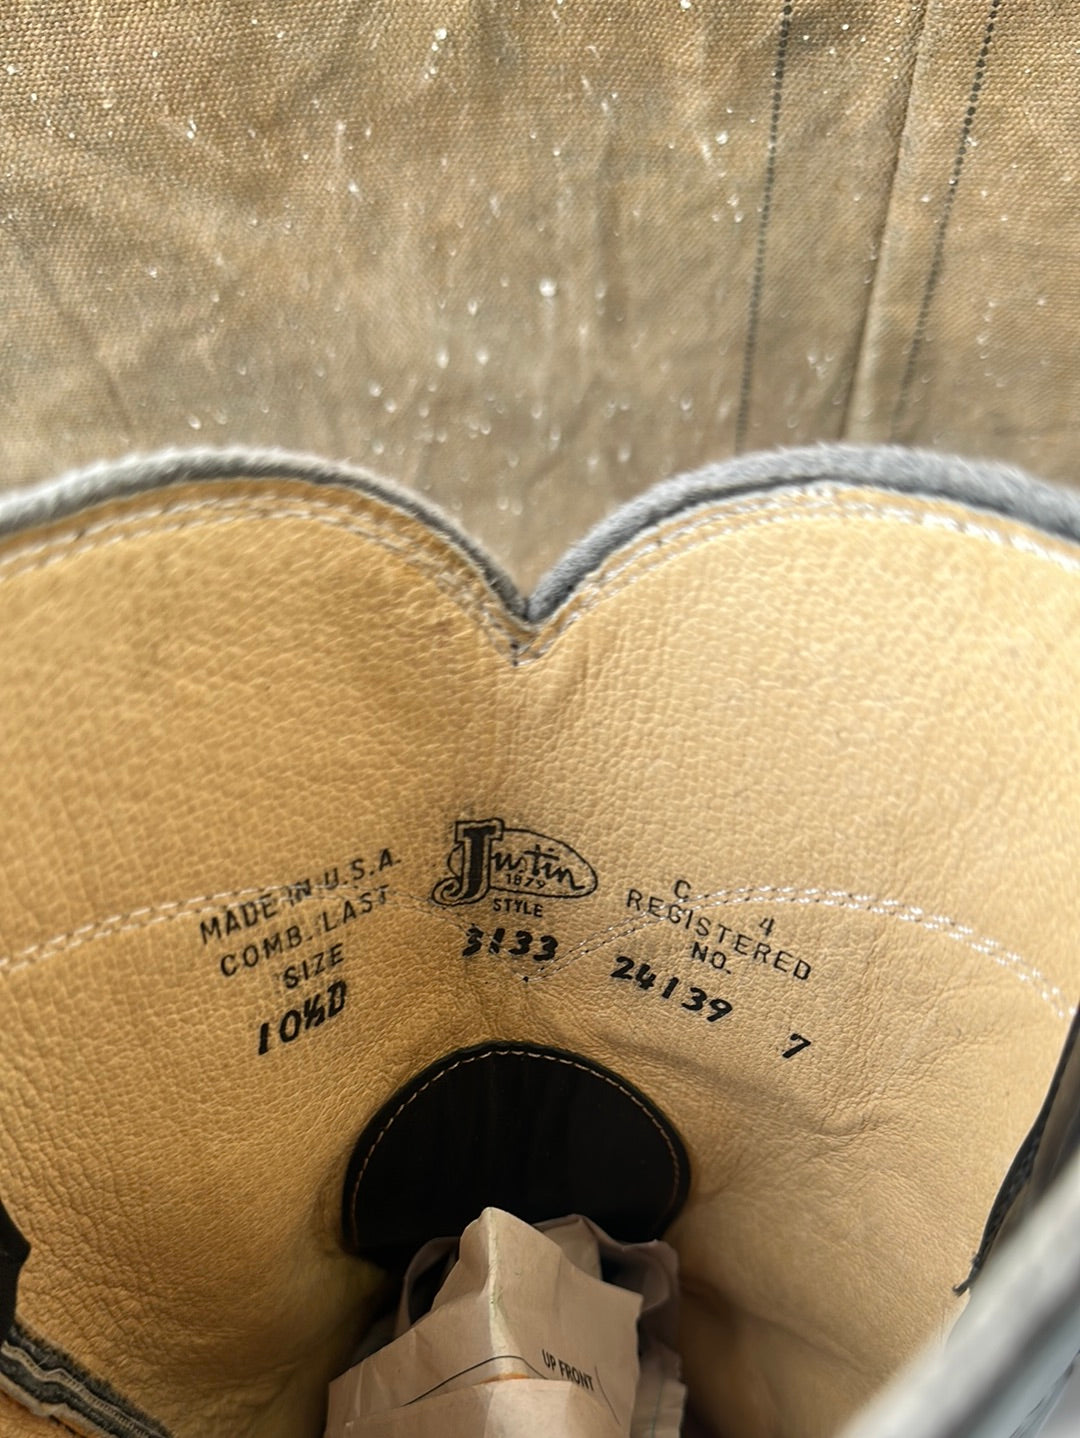 MADE IN U.S.A.
COMB. LAST
SIZE
10½D
Justin
1879
STYLE
3133
C 4
REGISTERED
NO.
24139 7
UP FRONT